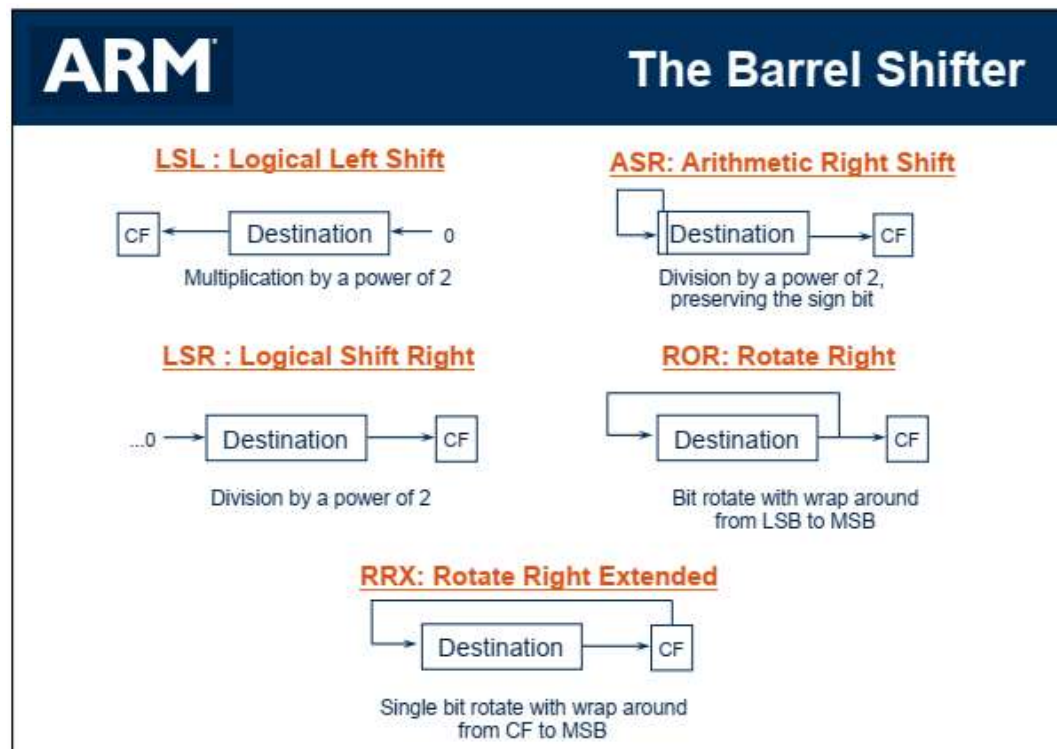 ARM
The Barrel Shifter
LSL : Logical Left Shift
CF
Destination
0
Multiplication by a power of 2
ASR: Arithmetic Right Shift
Destination
CF
Division by a power of 2,
preserving the sign bit
LSR : Logical Shift Right
...0
Destination
CF
Division by a power of 2
ROR: Rotate Right
Destination
CF
Bit rotate with wrap around
from LSB to MSB
RRX: Rotate Right Extended
Destination
CF
Single bit rotate with wrap around
from CF to MSB